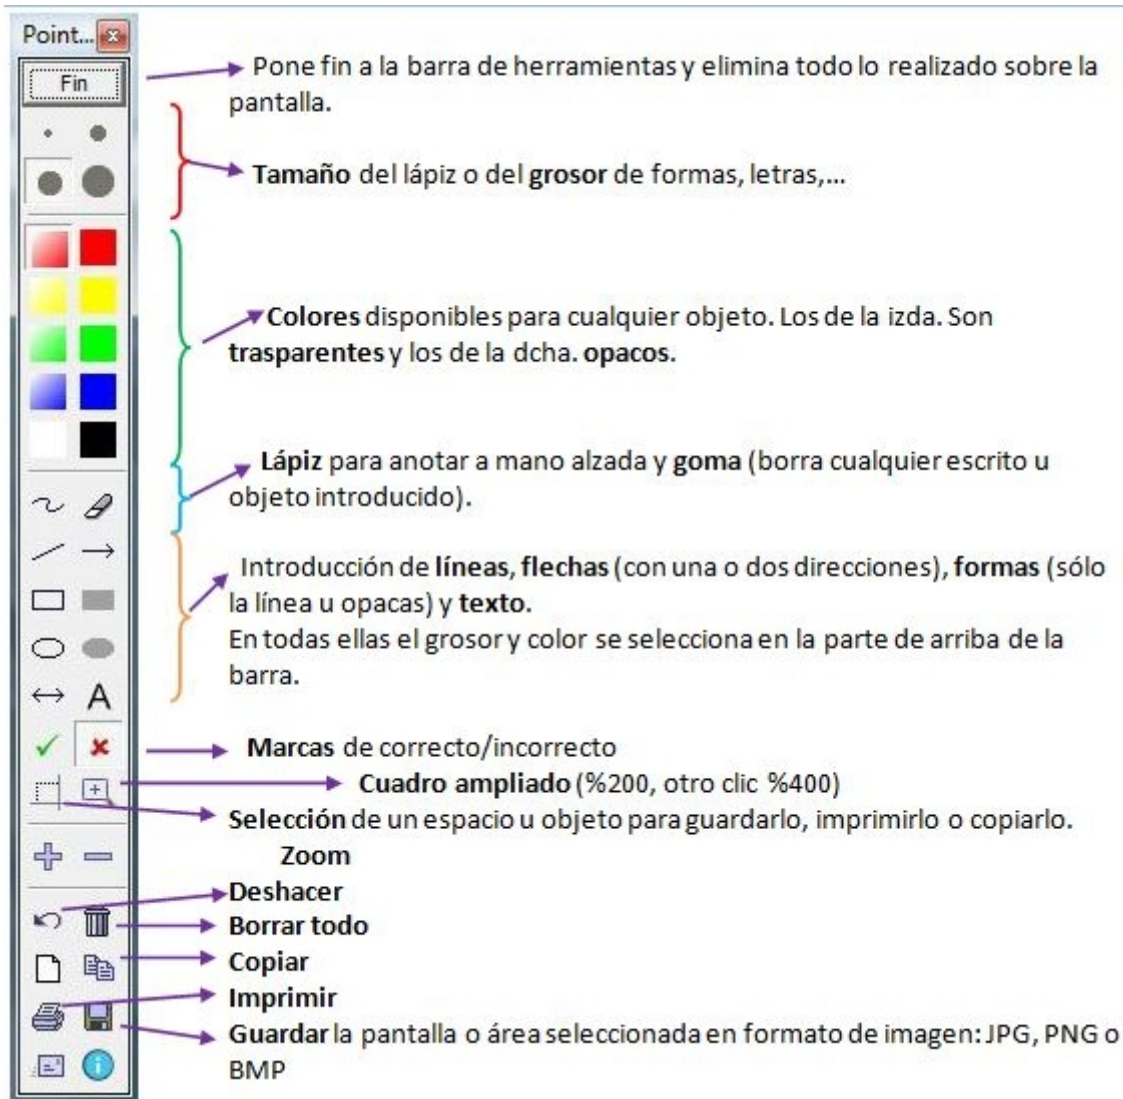 Point...
Fin
Pone fin a la barra de herramientas y elimina todo lo realizado sobre la
pantalla.
Tamaño del lápiz o del grosor de formas, letras,...
Colores disponibles para cualquier objeto. Los de la izda. Son
trasparentes y los de la dcha. opacos.
Lápiz para anotar a mano alzada y goma (borra cualquier escrito u
objeto introducido).
Introducción de líneas, flechas (con una o dos direcciones), formas (sólo
la línea u opacas) y texto.
En todas ellas el grosor y color se selecciona en la parte de arriba de la
barra.
A
Marcas de correcto/incorrecto
Cuadro ampliado (%200, otro clic %400)
Selección de un espacio u objeto para guardarlo, imprimirlo o copiarlo.
Zoom
Deshacer
Borrar todo
Copiar
Imprimir
Guardar la pantalla o área seleccionada en formato de imagen: JPG, PNG o
BMP